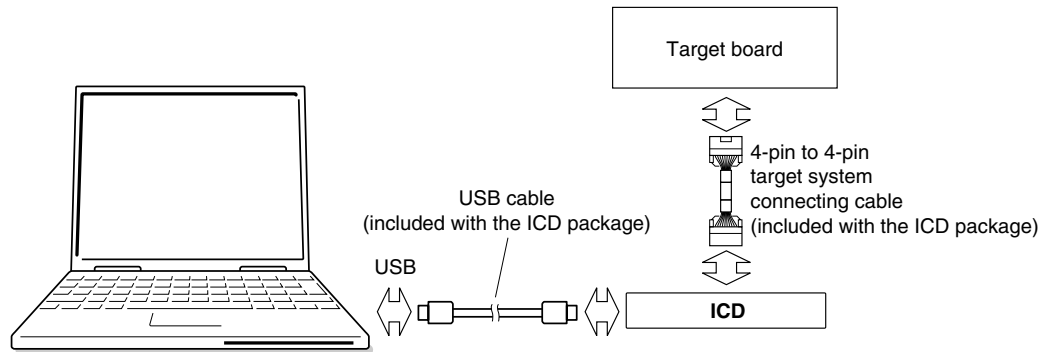 Target board
4-pin to 4-pin
target system
connecting cable
(included with the ICD package)
USB cable
(included with the ICD package)
USB
ICD